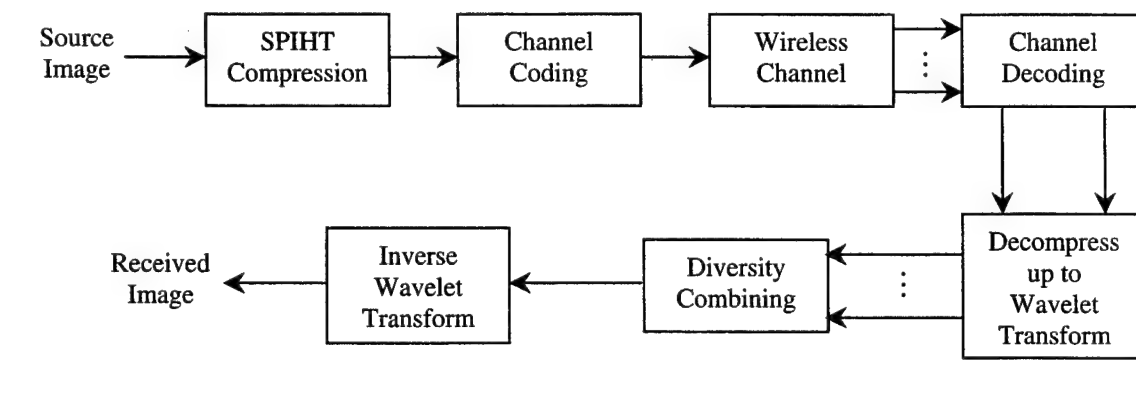 Source
Image
SPIHT
Compression
Channel
Coding
Wireless
Channel
Channel
Decoding
Decompress
up to
Wavelet
Transform
Diversity
Combining
Inverse
Wavelet
Transform
Received
Image